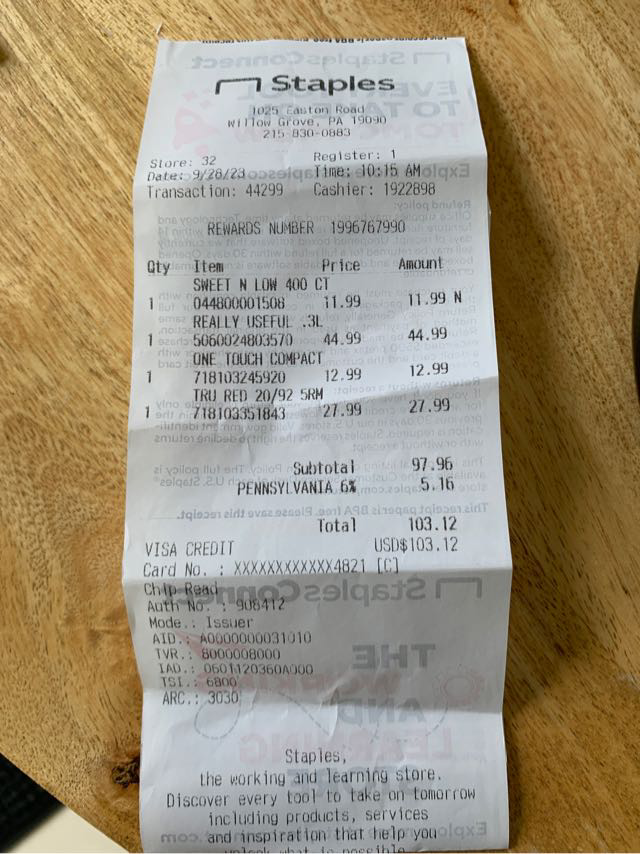 Staples
1025 Easton Road
Willow Grove, PA 19090
215-830-0883
Store: 32 Register: 1
Date: 9/28/23 Time: 10:15 AM
Transaction: 44299 Cashier: 1922898
REWARDS NUMBER 1996767990
Qty Item Price Amount
SWEET N LOW 400 CT
1 044800001508 11.99 11.99 N
REALLY USEFUL .3L
1 5060024803570 44.99 44.99
ONE TOUCH COMPACT
1 718103245920 12.99 12.99
TRU RED 20/92 5RM
1 718103351843 27.99 27.99
Subtotal 97.96
PENNSYLVANIA 6% 5.16
Total 103.12
VISA CREDIT USD$103.12
Card No.: XXXXXXXXXXXX4821 [C]
Chip Read
Auth No.: 908412
Mode.: Issuer
AID.: A0000000031010
TVR.: 8000008000
IAD.: 0601120360A000
TSI.: 6800
ARC.: 3030
Staples,
the working and learning store.
Discover every tool to take on tomorrow
including products, services
and inspiration that help you
unlock what is possible.